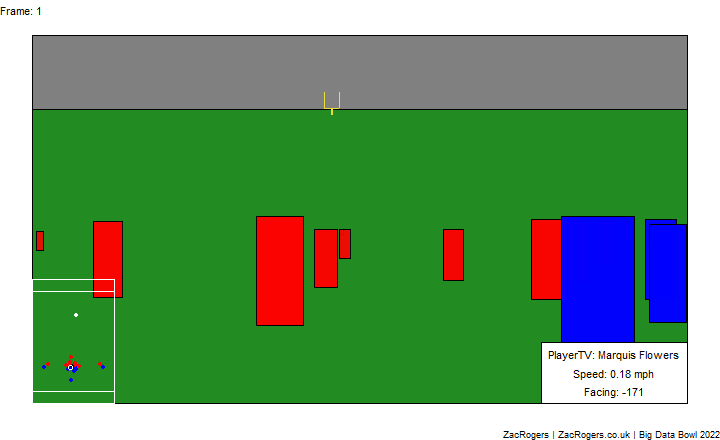 Frame: 1
PlayerTV: Marquis Flowers
Speed: 0.18 mph
Facing: -171
ZacRogers | ZacRogers.co.uk | Big Data Bowl 2022